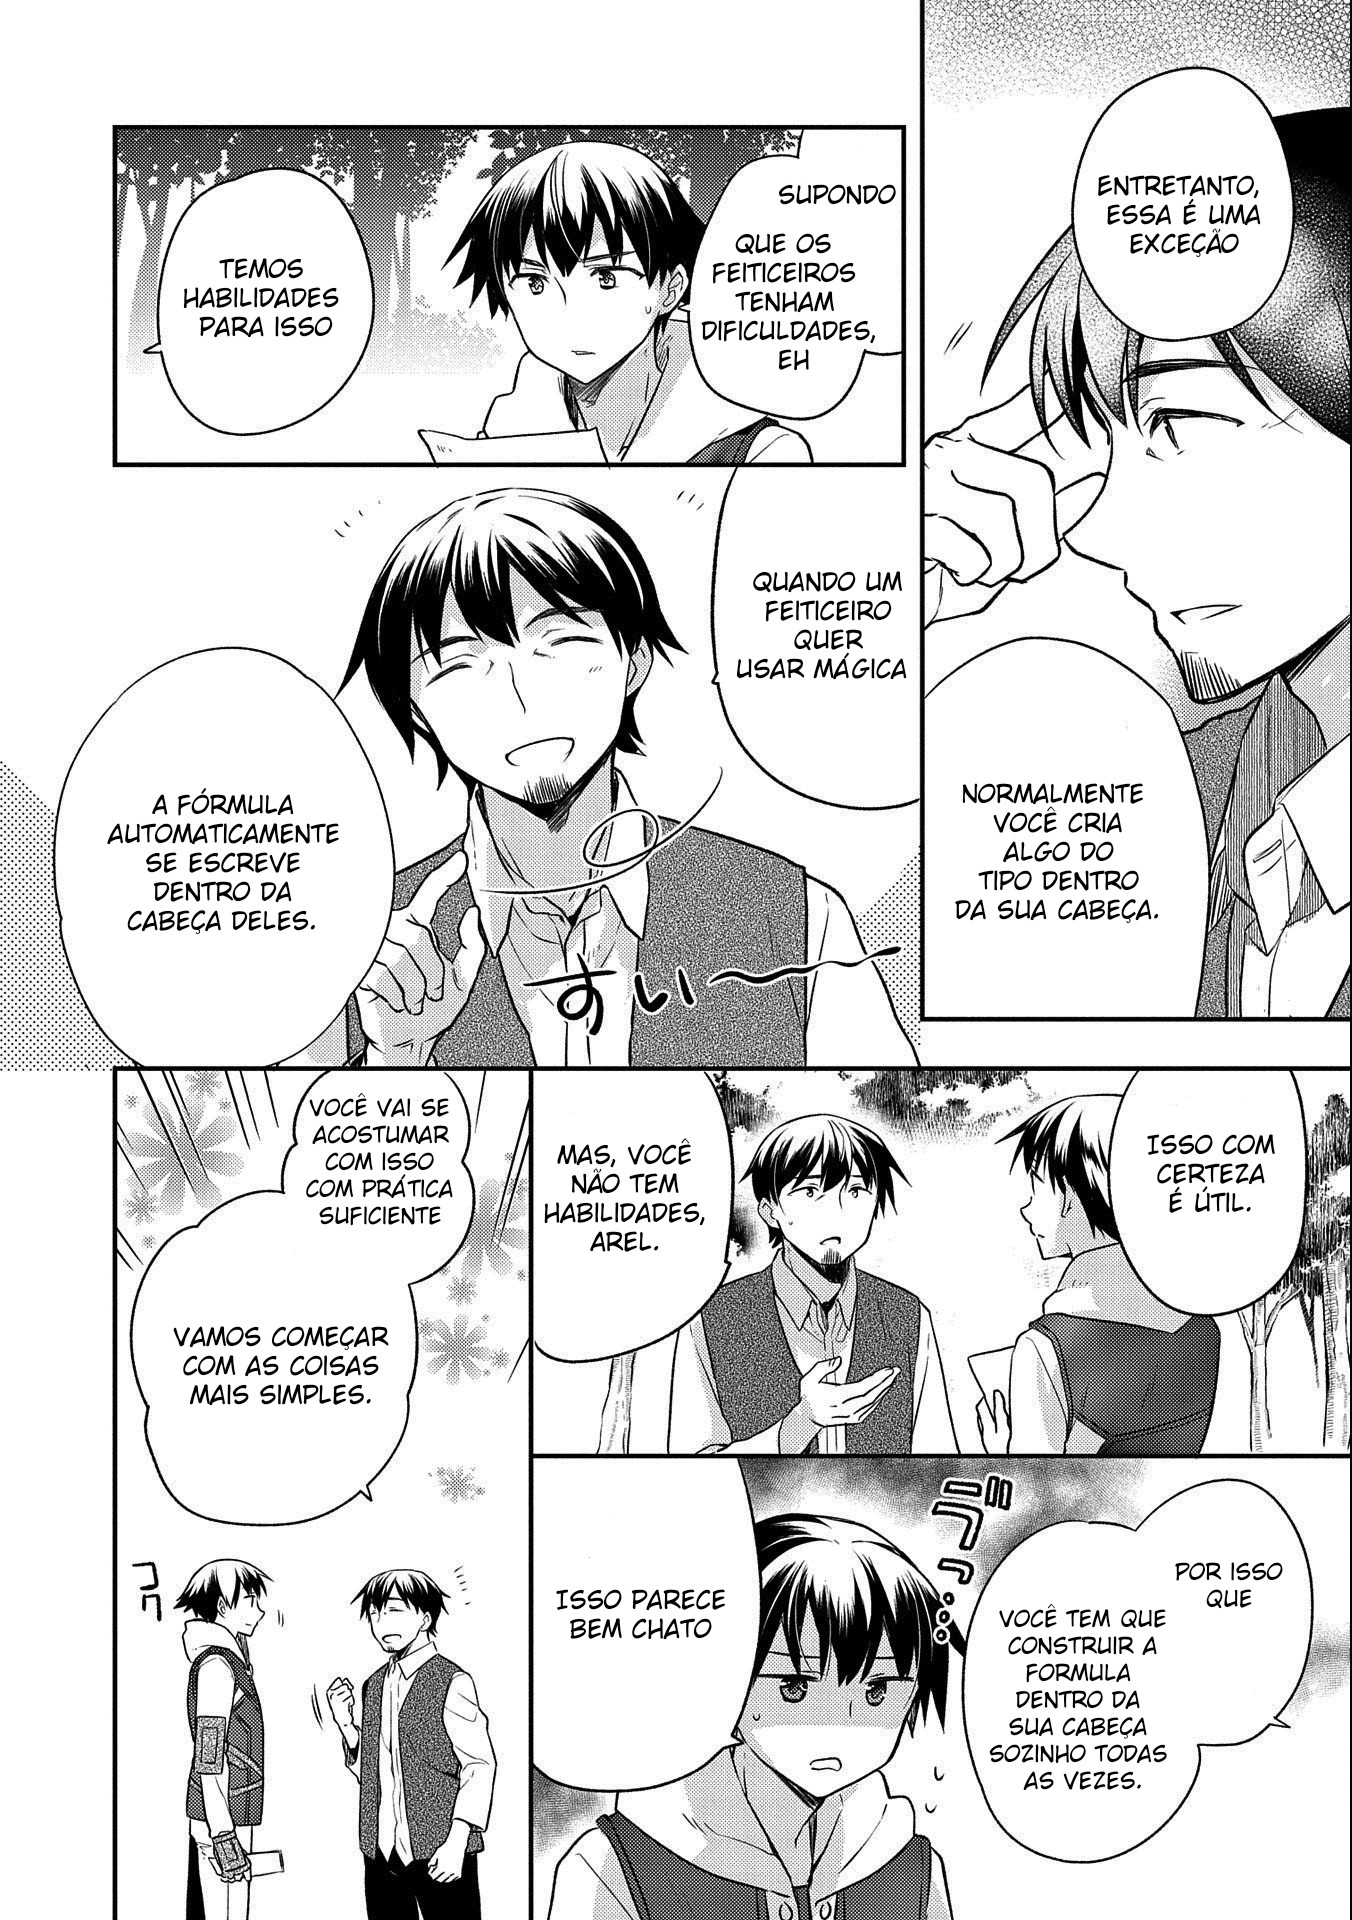 ENTRETANTO,
ESSA É UMA
EXCEÇÃO
NORMALMENTE
VOCÊ CRIA
ALGO DO
TIPO DENTRO
DA SUA CABEÇA.
SUPONDO
QUE OS
FEITICEIROS
TENHAM
DIFICULDADES,
EH
TEMOS
HABILIDADES
PARA ISSO
QUANDO UM
FEITICEIRO
QUER
USAR MÁGICA
A FÓRMULA
AUTOMATICAMENTE
SE ESCREVE
DENTRO DA
CABEÇA DELES.
すいー
ISSO COM
CERTEZA
É ÚTIL.
MAS, VOCÊ
NÃO TEM
HABILIDADES,
AREL.
POR ISSO
QUE
VOCÊ TEM QUE
CONSTRUIR A
FORMULA
DENTRO DA
SUA CABEÇA
SOZINHO TODAS
AS VEZES.
ISSO PARECE
BEM CHATO
VOCÊ VAI SE
ACOSTUMAR
COM ISSO
COM PRÁTICA
SUFICIENTE
VAMOS COMEÇAR
COM AS COISAS
MAIS SIMPLES.
コク